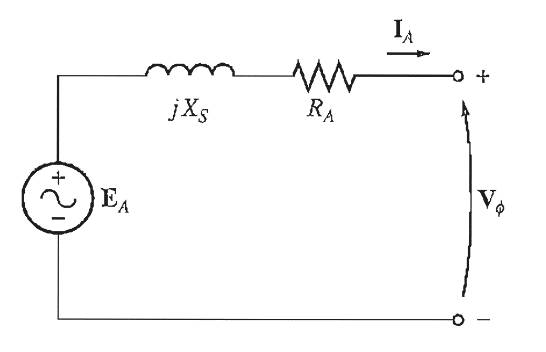 I_A
+
jX_S
R_A
+
E_A
−
V_ϕ
−